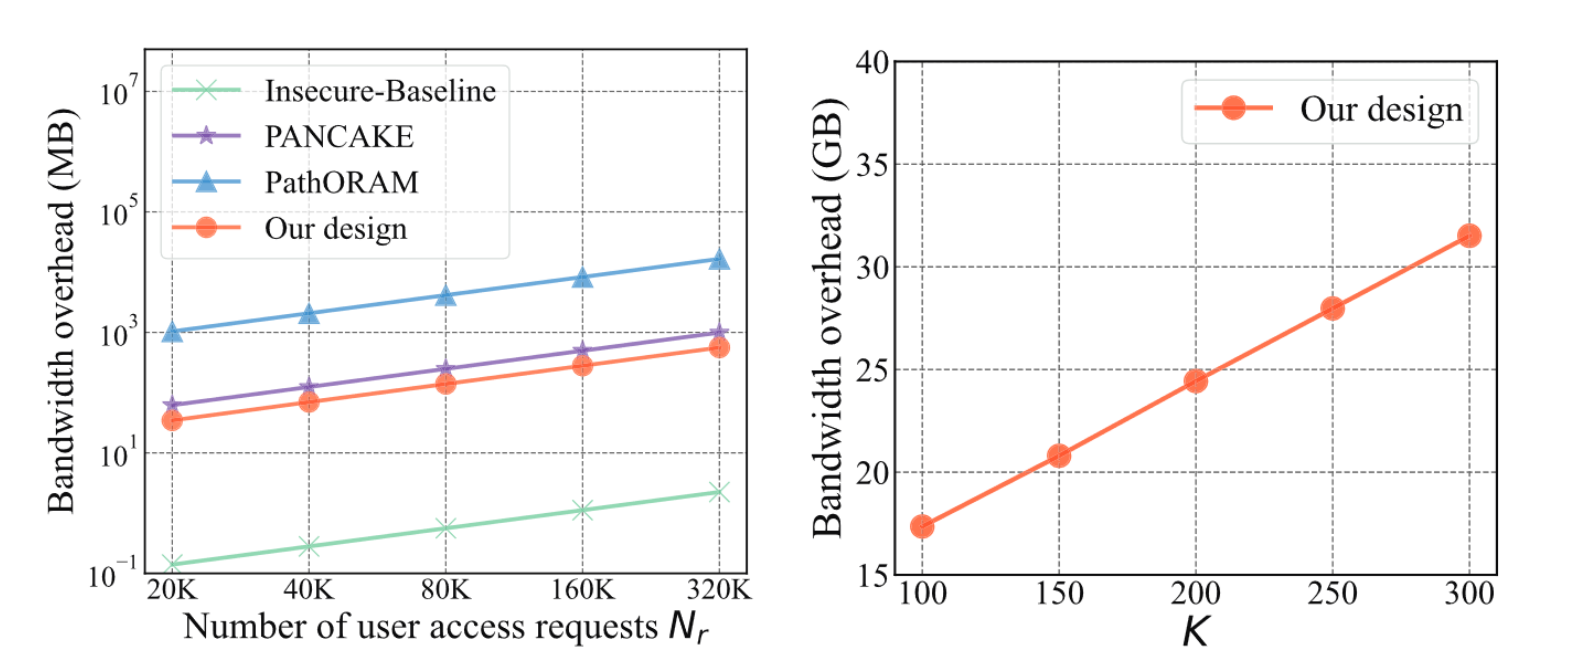 Bandwidth overhead (MB)
10^7
10^5
10^3
10^1
10^−1
Insecure-Baseline
PANCAKE
PathORAM
Our design
20K 40K 80K 160K 320K
Number of user access requests N_r
Bandwidth overhead (GB)
40
35
30
25
20
15
Our design
100 150 200 250 300
K